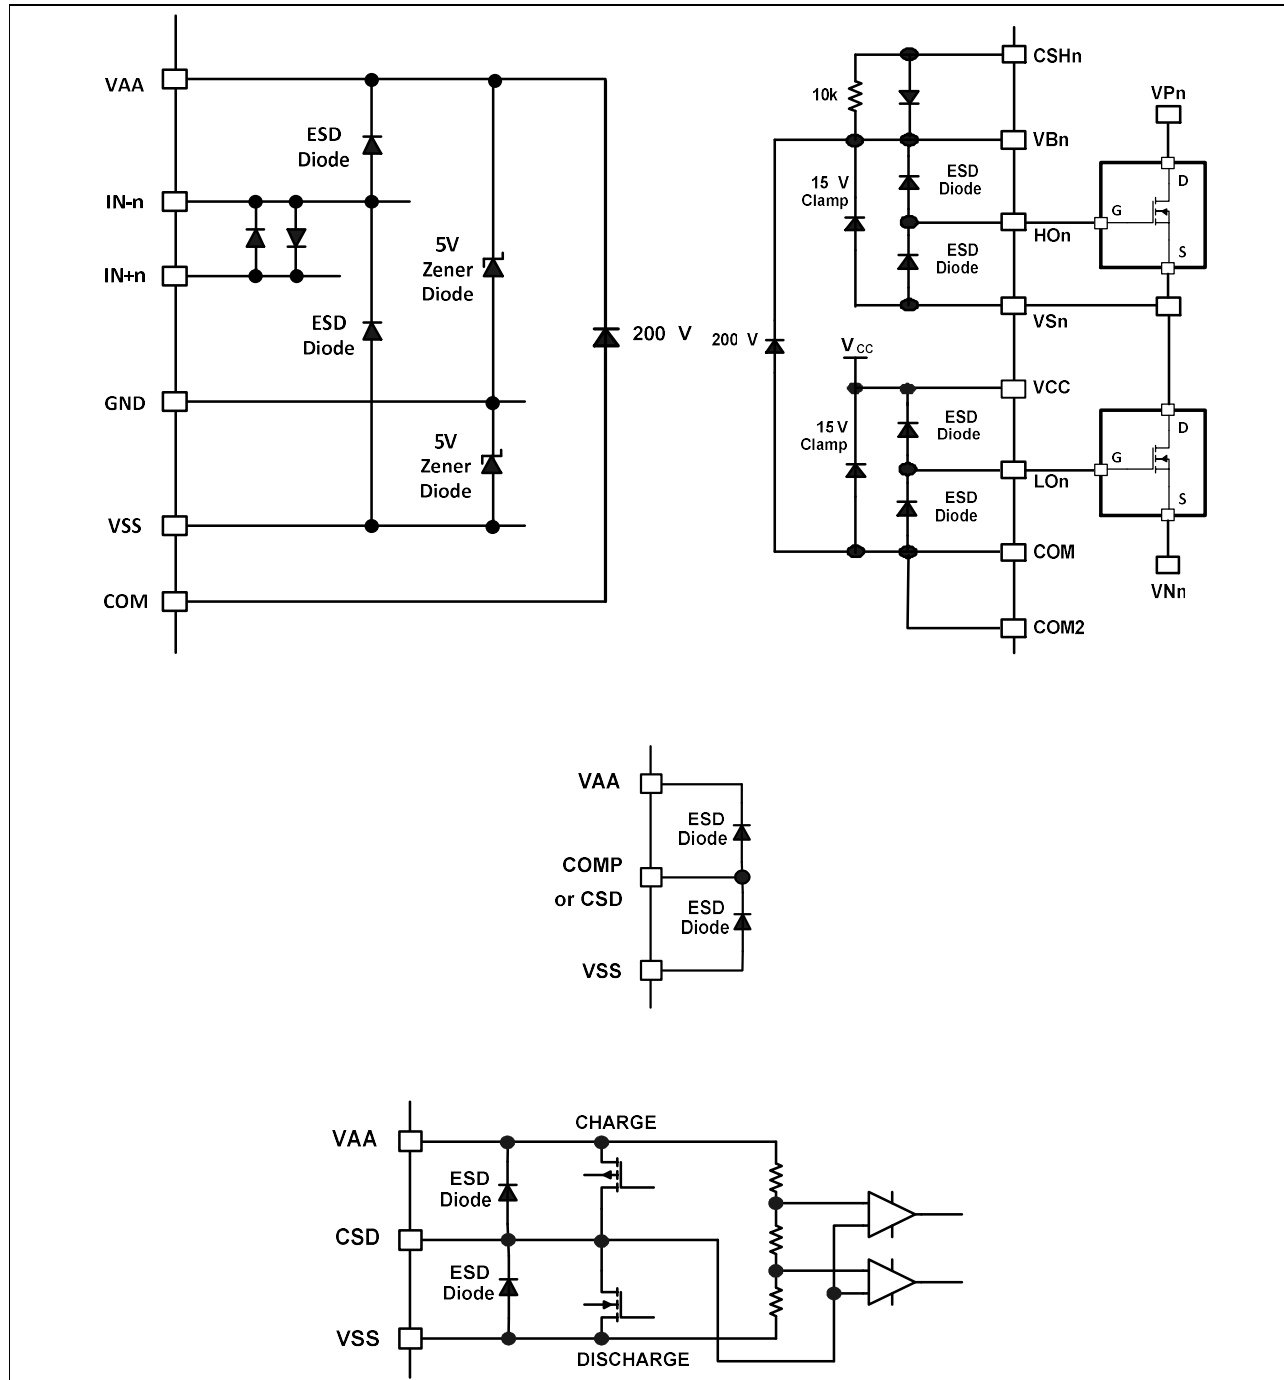 VAA
ESD
Diode
IN-n
IN+n
5V
Zener
Diode
ESD
Diode
200 V
GND
5V
Zener
Diode
VSS
COM
CSHn
10k
VPn
VBn
15 V
Clamp
ESD
Diode
D
G
HOn
ESD
Diode
S
VSn
200 V
VCC
VCC
15V
Clamp
ESD
Diode
D
G
LOn
ESD
Diode
S
COM
VNn
COM2
VAA
ESD
Diode
COMP
or CSD
ESD
Diode
VSS
CHARGE
VAA
ESD
Diode
CSD
ESD
Diode
VSS
DISCHARGE